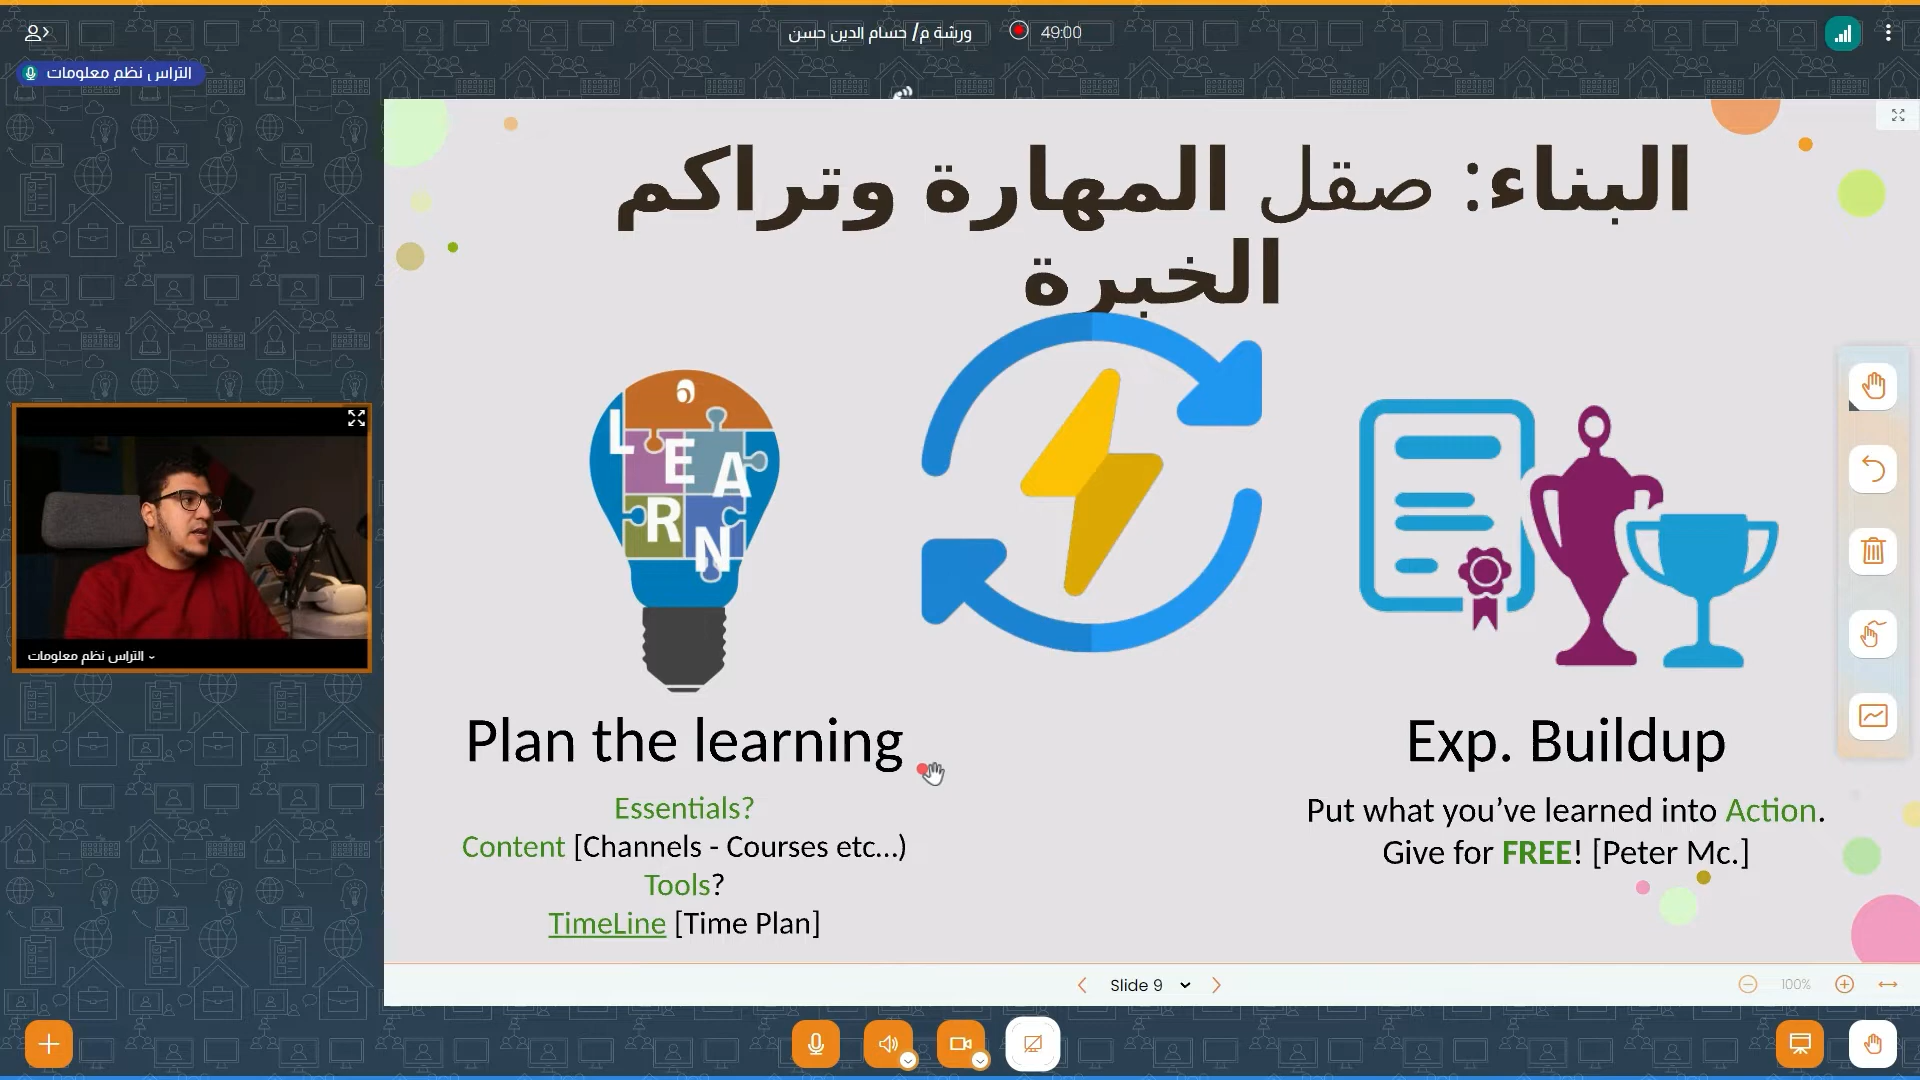 ورشة م/ حسام الدين حسن
49:00
التراس نظم معلومات
البناء: صقل المهارة وتراكم
الخبرة
LEARN
التراس نظم معلومات
Plan the learning
Essentials?
Content [Channels - Courses etc...)
Tools?
TimeLine [Time Plan]
Exp. Buildup
Put what you’ve learned into Action.
Give for FREE! [Peter Mc.]
Slide 9
100%